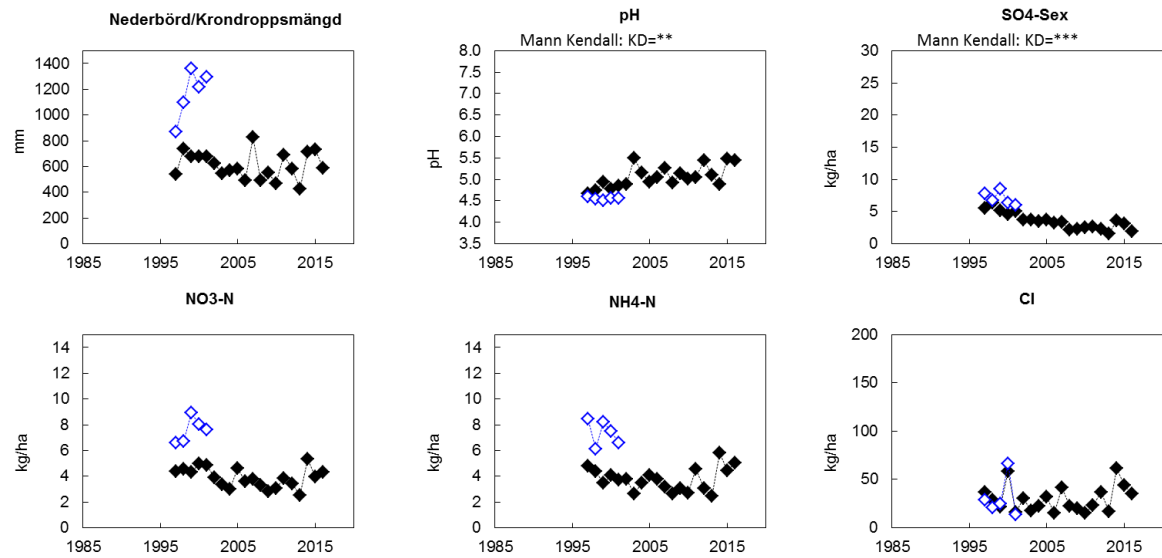 Nederbörd/Krondroppsmängd
mm
1400
1200
1000
800
600
400
200
0
1985 1995 2005 2015
pH
Mann Kendall: KD=**
pH
8.0
7.5
7.0
6.5
6.0
5.5
5.0
4.5
4.0
3.5
1985 1995 2005 2015
SO4-Sex
Mann Kendall: KD=***
kg/ha
30
25
20
15
10
5
0
1985 1995 2005 2015
NO3-N
kg/ha
14
12
10
8
6
4
2
0
1985 1995 2005 2015
NH4-N
kg/ha
14
12
10
8
6
4
2
0
1985 1995 2005 2015
Cl
kg/ha
200
150
100
50
0
1985 1995 2005 2015